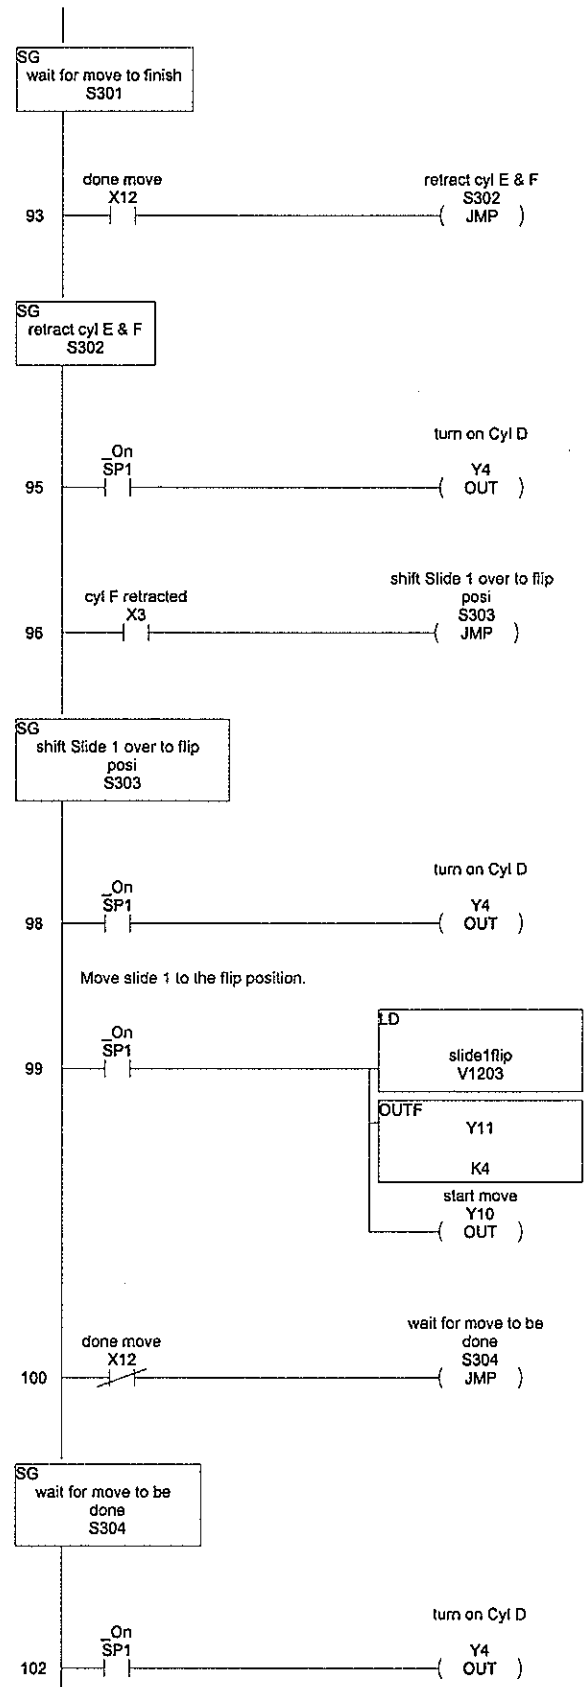 SG
wait for move to finish
S301
done move
X12
retract cyl E & F
S302
93
JMP
SG
retract cyl E & F
S302
turn on Cyl D
_On
SP1
Y4
95
OUT
cyl F retracted
X3
shift Slide 1 over to flip
posi
S303
96
JMP
SG
shift Slide 1 over to flip
posi
S303
turn on Cyl D
_On
SP1
Y4
98
OUT
Move slide 1 to the flip position.
_On
SP1
99
LD
slide1flip
V1203
OUTF
Y11
K4
start move
Y10
OUT
done move
X12
wait for move to be
done
S304
100
JMP
SG
wait for move to be
done
S304
turn on Cyl D
_On
SP1
Y4
102
OUT